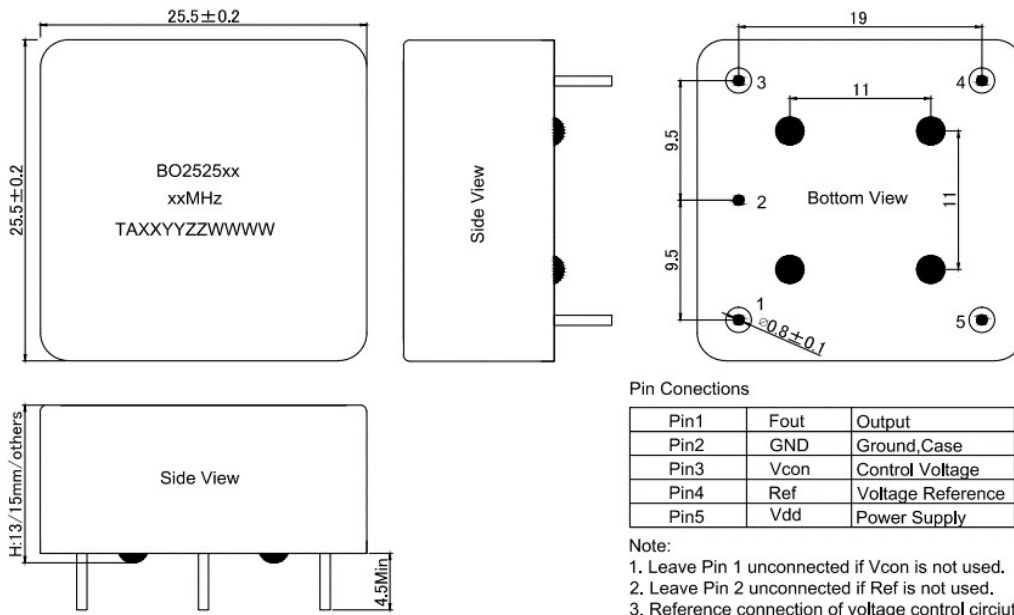 25.5±0.2
25.5±0.2
BO2525xx
xxMHz
TAXXYYZZWWWW
Side View
19
11
3
4
9.5
2
Bottom View
11
9.5
1
5
⌀0.8±0.1
H:13/15mm/others
Side View
4.5Min
Pin Conections
Pin1 Fout Output
Pin2 GND Ground,Case
Pin3 Vcon Control Voltage
Pin4 Ref Voltage Reference
Pin5 Vdd Power Supply
Note:
1. Leave Pin 1 unconnected if Vcon is not used.
2. Leave Pin 2 unconnected if Ref is not used.
3. Reference connection of voltage control circiut